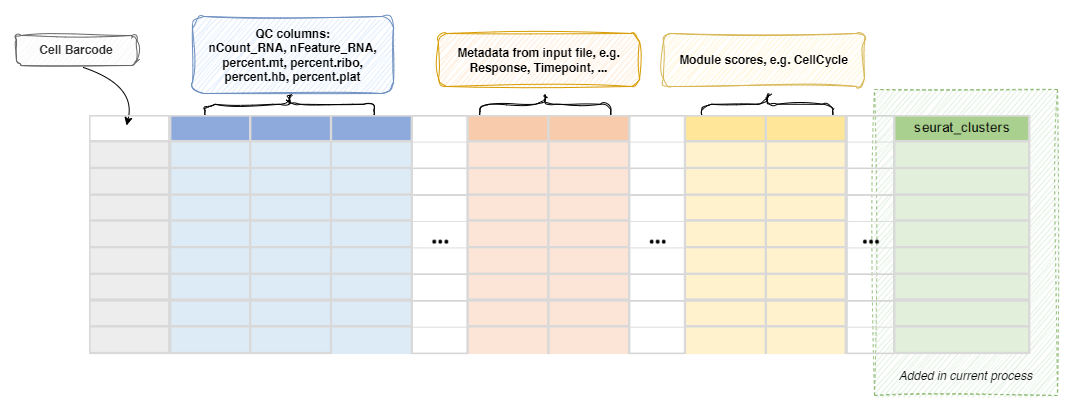 Cell Barcode
QC columns:
nCount_RNA, nFeature_RNA,
percent.mt, percent.ribo,
percent.hb, percent.plat
Metadata from input file, e.g.
Response, Timepoint, ...
Module scores, e.g. CellCycle
seurat_clusters
... ... ...
Added in current process